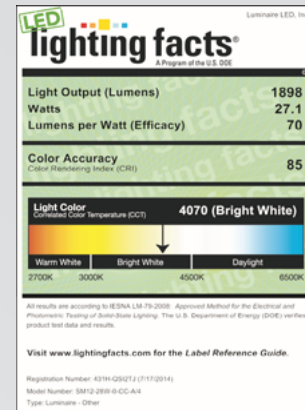 LED
Luminaire LED, Inc
lighting facts®
A Program of the U.S. DOE
Light Output (Lumens) 1898
Watts 27.1
Lumens per Watt (Efficacy) 70
Color Accuracy 85
Color Rendering Index (CRI)
Light Color
Correlated Color Temperature (CCT) 4070 (Bright White)
Warm White Bright White Daylight
2700K 3000K 4500K 6500K
All results are according to IESNA LM-79-2008: Approved Method for the Electrical and
Photometric Testing of Solid-State Lighting. The U.S. Department of Energy (DOE) verifies
product test data and results.
Visit www.lightingfacts.com for the Label Reference Guide.
Registration Number: 431H-QSI2TJ (7/17/2014)
Model Number: SM12-28W-0-CC-A/4
Type: Luminaire - Other